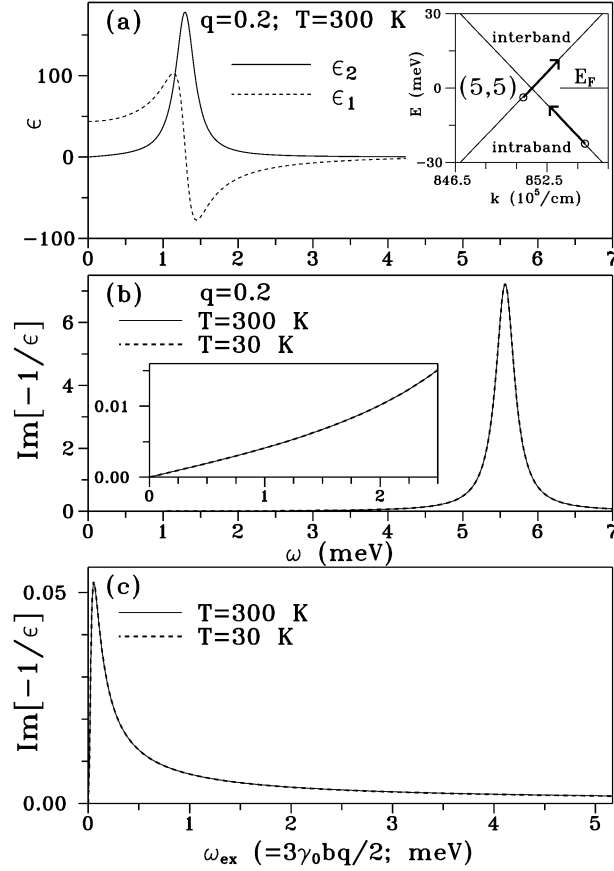 (a) q=0.2; T=300 K
ϵ₂
ϵ₁
ϵ
100
0
−100
0 1 2 3 4 5 6 7
30
0
−30
E (meV)
interband
(5,5)
E_F
intraband
846.5 852.5
k (10⁵/cm)
(b) q=0.2
T=300 K
T=30 K
Im[−1/ϵ]
6
4
2
0
0.01
0.00
0 1 2
0 1 2 3 4 5 6 7
ω (meV)
(c)
T=300 K
T=30 K
Im[−1/ϵ]
0.05
0.00
0 1 2 3 4 5
ω_ex (=3γ₀bq/2; meV)